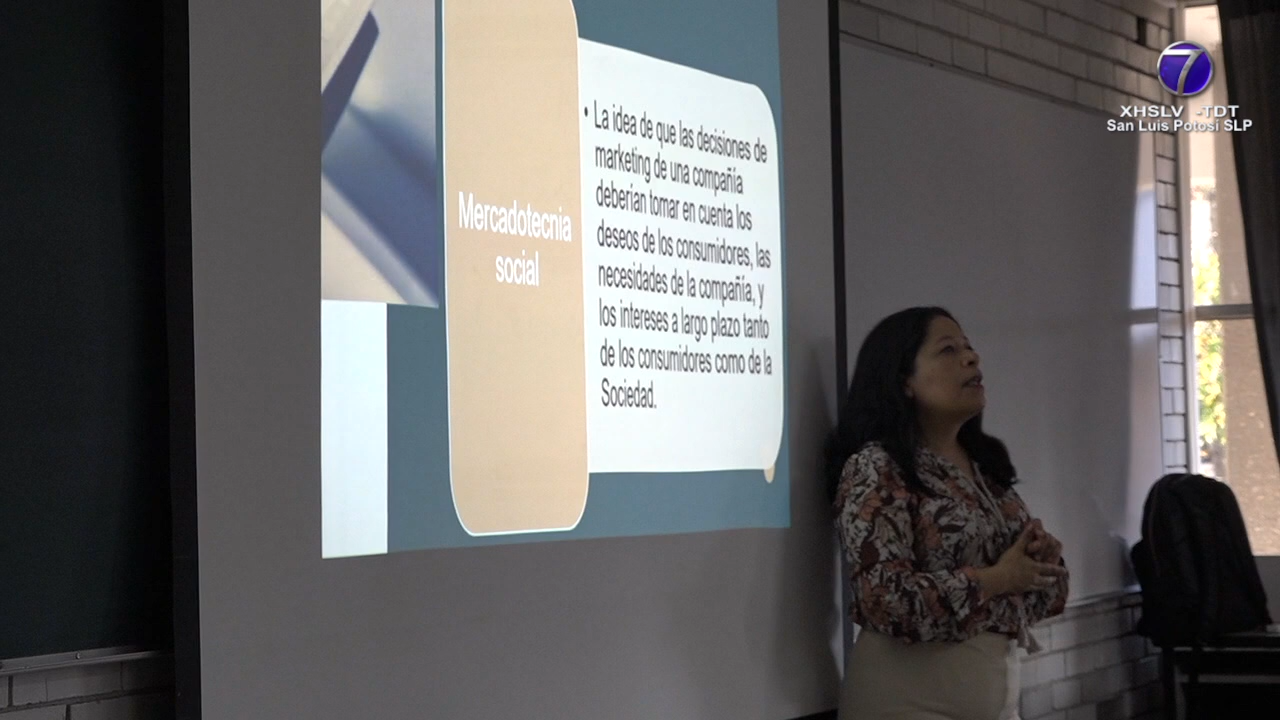 Mercadotecnia
social
• La idea de que las decisiones de
marketing de una compañía
deberían tomar en cuenta los
deseos de los consumidores, las
necesidades de la compañía, y
los intereses a largo plazo tanto
de los consumidores como de la
Sociedad.
7
XHSLV -TDT
San Luis Potosí SLP